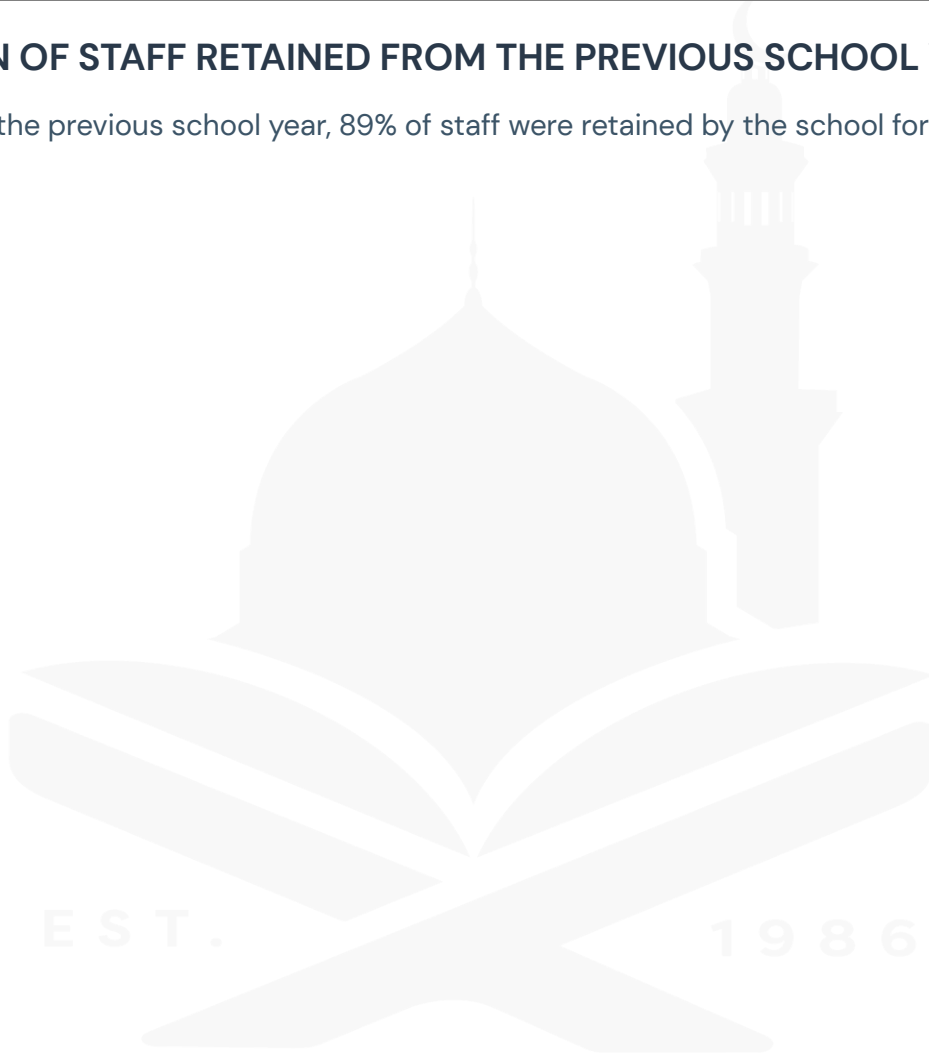 N OF STAFF RETAINED FROM THE PREVIOUS SCHOOL
the previous school year, 89% of staff were retained by the school for
EST. 1986